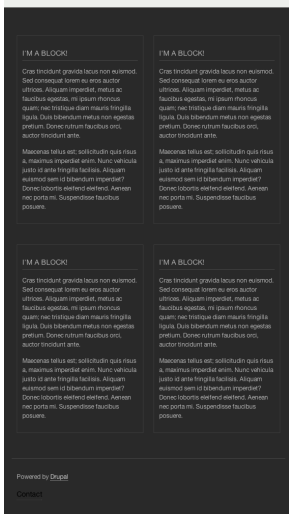 I'M A BLOCK!
Cras tincidunt gravida lacus non euismod.
Sed consequat lorem eu eros auctor
ultrices. Aliquam imperdiet, metus ac
faucibus egestas, mi ipsum rhoncus
quam; nec tristique diam mauris fringilla
ligula. Duis bibendum metus non egestas
pretium. Donec rutrum faucibus orci,
auctor tincidunt ante.
Maecenas tellus est; sollicitudin quis risus
a, maximus imperdiet enim. Nunc vehicula
justo id ante fringilla facilisis. Aliquam
euismod sem id bibendum imperdiet?
Donec lobortis eleifend eleifend. Aenean
nec porta mi. Suspendisse faucibus
posuere.
I'M A BLOCK!
Cras tincidunt gravida lacus non euismod.
Sed consequat lorem eu eros auctor
ultrices. Aliquam imperdiet, metus ac
faucibus egestas, mi ipsum rhoncus
quam; nec tristique diam mauris fringilla
ligula. Duis bibendum metus non egestas
pretium. Donec rutrum faucibus orci,
auctor tincidunt ante.
Maecenas tellus est; sollicitudin quis risus
a, maximus imperdiet enim. Nunc vehicula
justo id ante fringilla facilisis. Aliquam
euismod sem id bibendum imperdiet?
Donec lobortis eleifend eleifend. Aenean
nec porta mi. Suspendisse faucibus
posuere.
I'M A BLOCK!
Cras tincidunt gravida lacus non euismod.
Sed consequat lorem eu eros auctor
ultrices. Aliquam imperdiet, metus ac
faucibus egestas, mi ipsum rhoncus
quam; nec tristique diam mauris fringilla
ligula. Duis bibendum metus non egestas
pretium. Donec rutrum faucibus orci,
auctor tincidunt ante.
Maecenas tellus est; sollicitudin quis risus
a, maximus imperdiet enim. Nunc vehicula
justo id ante fringilla facilisis. Aliquam
euismod sem id bibendum imperdiet?
Donec lobortis eleifend eleifend. Aenean
nec porta mi. Suspendisse faucibus
posuere.
I'M A BLOCK!
Cras tincidunt gravida lacus non euismod.
Sed consequat lorem eu eros auctor
ultrices. Aliquam imperdiet, metus ac
faucibus egestas, mi ipsum rhoncus
quam; nec tristique diam mauris fringilla
ligula. Duis bibendum metus non egestas
pretium. Donec rutrum faucibus orci,
auctor tincidunt ante.
Maecenas tellus est; sollicitudin quis risus
a, maximus imperdiet enim. Nunc vehicula
justo id ante fringilla facilisis. Aliquam
euismod sem id bibendum imperdiet?
Donec lobortis eleifend eleifend. Aenean
nec porta mi. Suspendisse faucibus
posuere.
Powered by Drupal
Contact